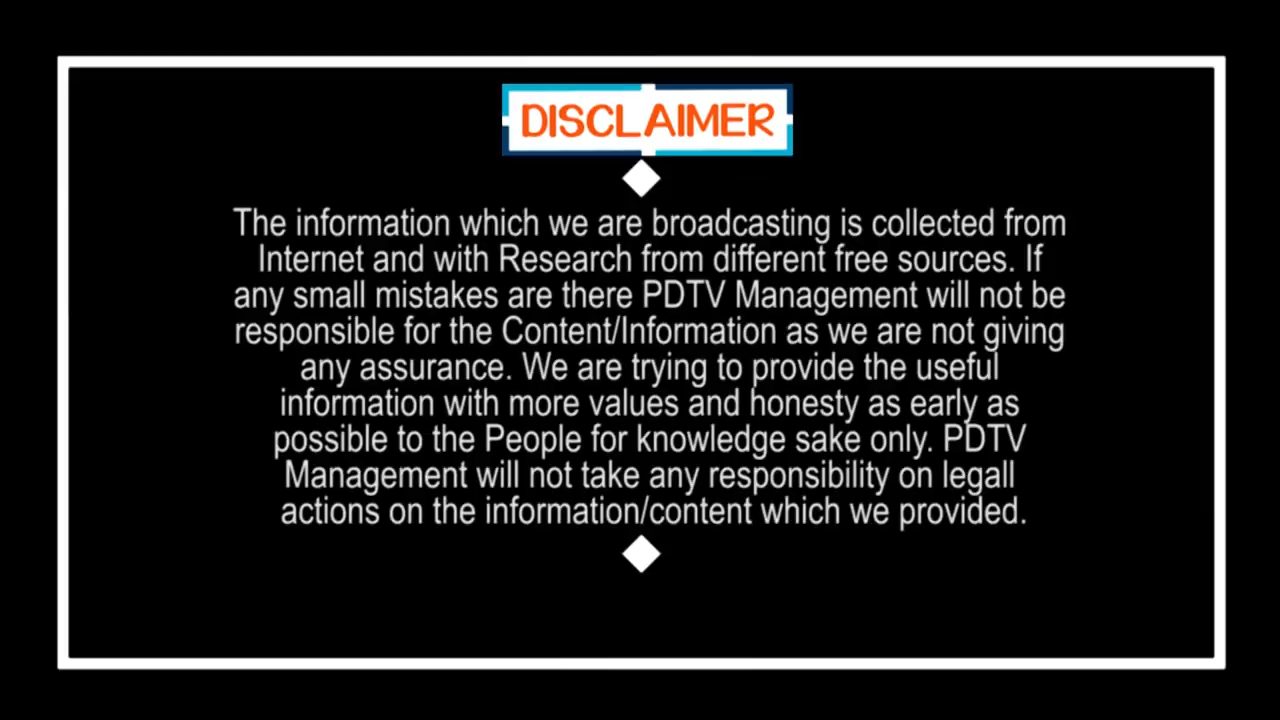 DISCLAIMER
The information which we are broadcasting is collected from
Internet and with Research from different free sources. If
any small mistakes are there PDTV Management will not be
responsible for the Content/Information as we are not giving
any assurance. We are trying to provide the useful
information with more values and honesty as early as
possible to the People for knowledge sake only. PDTV
Management will not take any responsibility on legall
actions on the information/content which we provided.